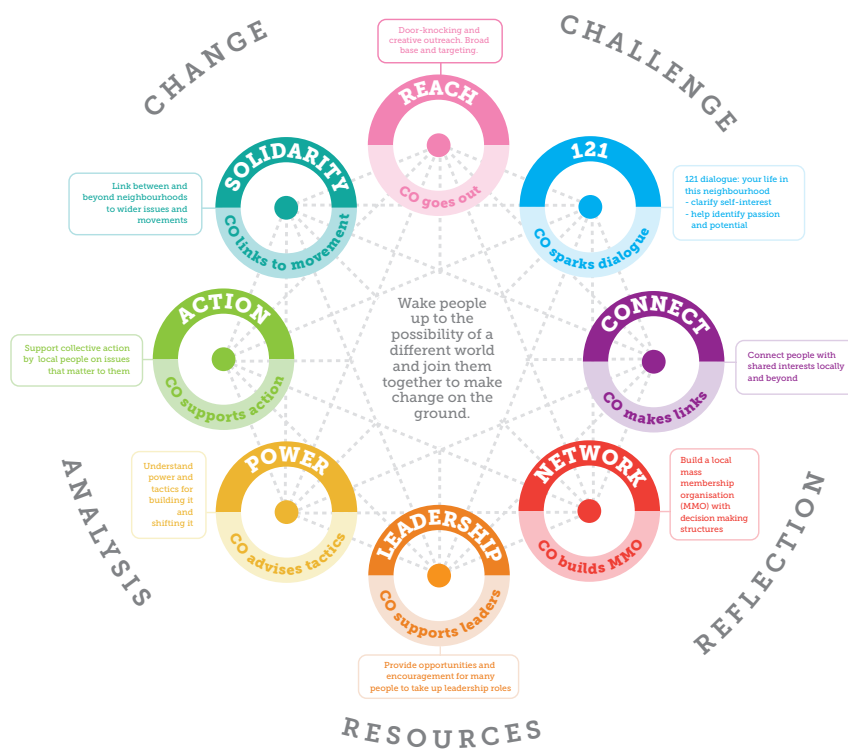 CHANGE
CHALLENGE
Door-knocking and
creative outreach. Broad
base and targeting.
REACH
CO goes out
121
CO sparks dialogue
121 dialogue: your life in
this neighbourhood
- clarify self-interest
- help identify passion
and potential
CONNECT
CO makes links
Connect people with
shared interests locally
and beyond
NETWORK
CO builds MMO
Build a local
mass
membership
organisation
(MMO) with
decision making
structures
REFLECTION
LEADERSHIP
CO supports leaders
Provide opportunities and
encouragement for many
people to take up leadership roles
RESOURCES
POWER
CO advises tactics
Understand
power and
tactics for
building it
and
shifting it
ANALYSIS
ACTION
CO supports action
Support collective action
by local people on issues
that matter to them
SOLIDARITY
CO links to movement
Link between and
beyond neighbourhoods
to wider issues and
movements
Wake people
up to the
possibility of a
different world
and join them
together to make
change on the
ground.